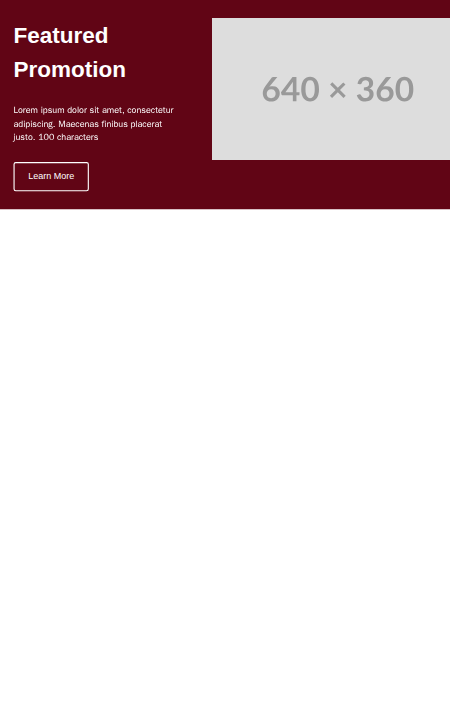 Featured
Promotion
Lorem ipsum dolor sit amet, consectetur
adipiscing. Maecenas finibus placerat
justo. 100 characters
Learn More
640 × 360